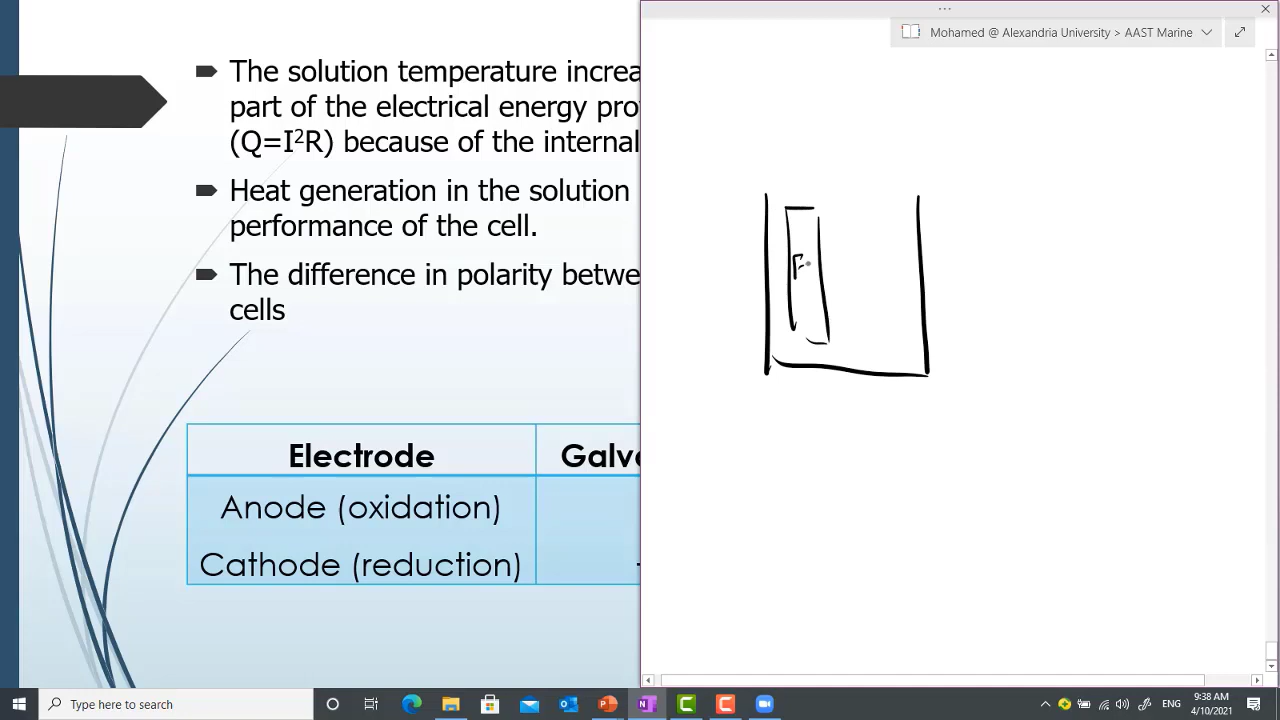 The solution temperature increa
part of the electrical energy pro
(Q=I²R) because of the internal
Heat generation in the solution
performance of the cell.
The difference in polarity betwe
cells
Electrode
Galv
Anode (oxidation)
Cathode (reduction)
Mohamed @ Alexandria University > AAST Marine
F
Type here to search
ENG
9:38 AM
4/10/2021